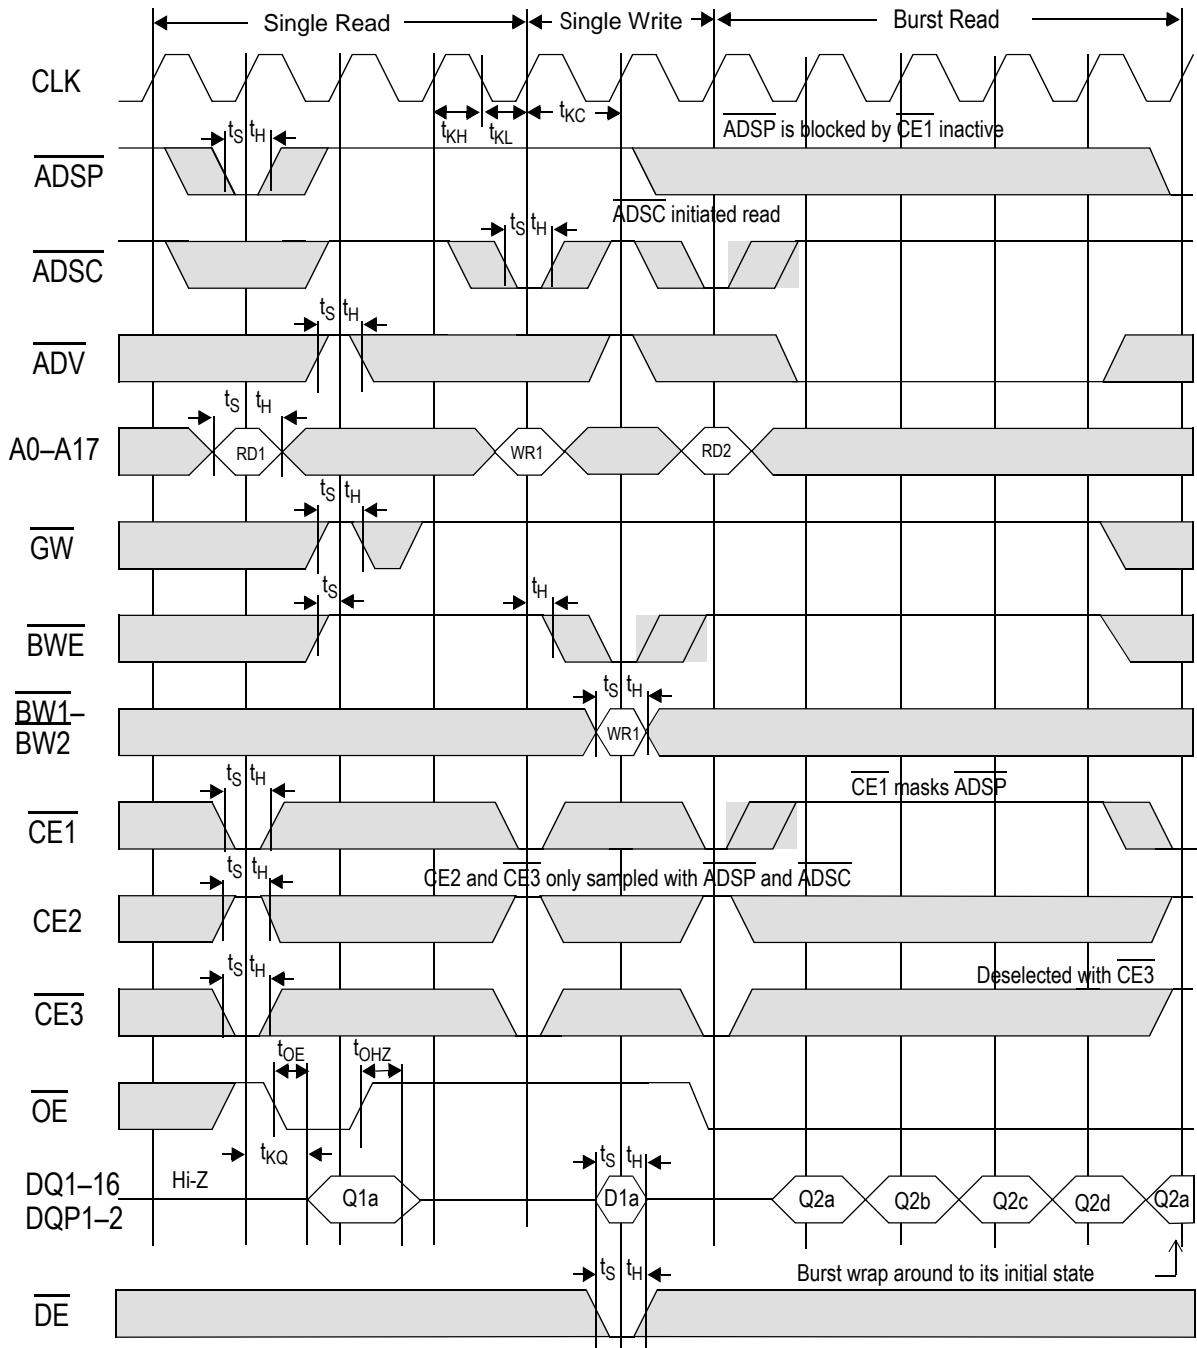 Single Read Single Write Burst Read
CLK
tKH tKL tKC
ADSP is blocked by CE1 inactive
tS tH
ADSP
ADSC initiated read
tS tH
ADSC
tS tH
ADV
tS tH
A0–A17 RD1 WR1 RD2
tS tH
GW
tS tH
BWE
tS tH
BW1–
BW2
WR1
CE1 masks ADSP
tS tH
CE1
CE2 and CE3 only sampled with ADSP and ADSC
tS tH
CE2
Deselected with CE3
tS tH
CE3
tOE tOHZ
OE
tKQ
tS tH
Hi-Z
DQ1–16
DQP1–2
Q1a D1a Q2a Q2b Q2c Q2d Q2a
Burst wrap around to its initial state
tS tH
DE